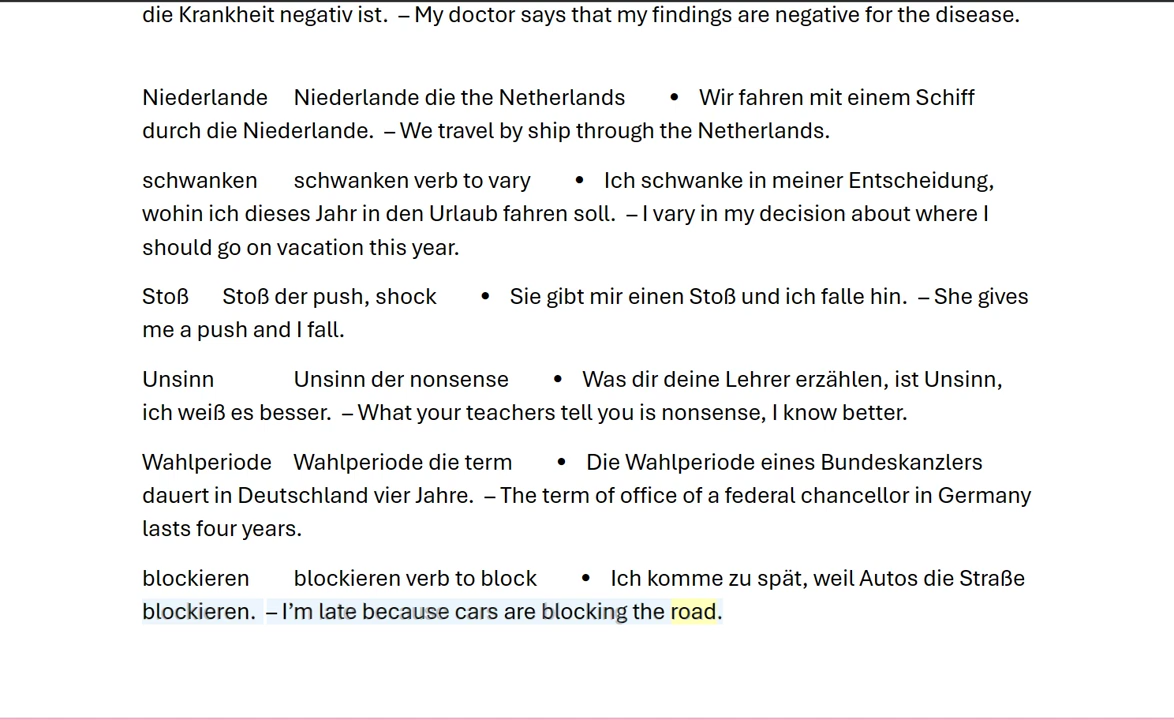 die Krankheit negativ ist. – My doctor says that my findings are negative for the disease.
Niederlande Niederlande die the Netherlands • Wir fahren mit einem Schiff
durch die Niederlande. – We travel by ship through the Netherlands.
schwanken schwanken verb to vary • Ich schwanke in meiner Entscheidung,
wohin ich dieses Jahr in den Urlaub fahren soll. – I vary in my decision about where I
should go on vacation this year.
Stoß Stoß der push, shock • Sie gibt mir einen Stoß und ich falle hin. – She gives
me a push and I fall.
Unsinn Unsinn der nonsense • Was dir deine Lehrer erzählen, ist Unsinn,
ich weiß es besser. – What your teachers tell you is nonsense, I know better.
Wahlperiode Wahlperiode die term • Die Wahlperiode eines Bundeskanzlers
dauert in Deutschland vier Jahre. – The term of office of a federal chancellor in Germany
lasts four years.
blockieren blockieren verb to block • Ich komme zu spät, weil Autos die Straße
blockieren. – I’m late because cars are blocking the road.